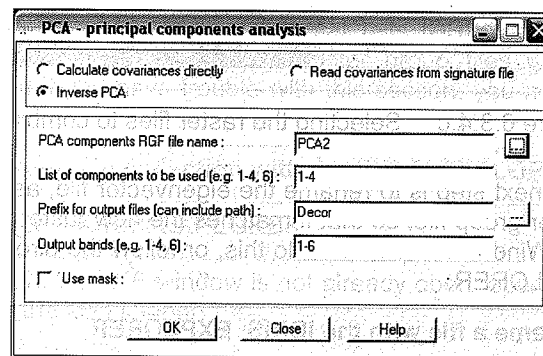 PCA - principal components analysis
Calculate covariances directly
Read covariances from signature file
Inverse PCA
PCA components RGF file name : PCA2 ...
List of components to be used (e.g. 1-4, 6) : 1-4
Prefix for output files (can include path) : Decor ...
Output bands (e.g. 1-4, 6) : 1-6
Use mask :
OK Close Help